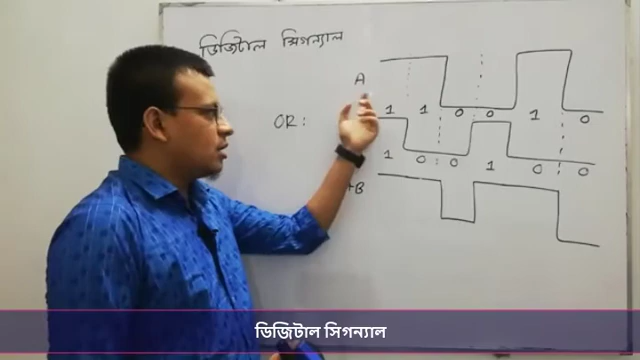 ডিজিটাল সিগন্যাল
A
1 1 0 0 1 0
OR:
1 0 0 1 0 0
+B
ডিজিটাল সিগন্যাল